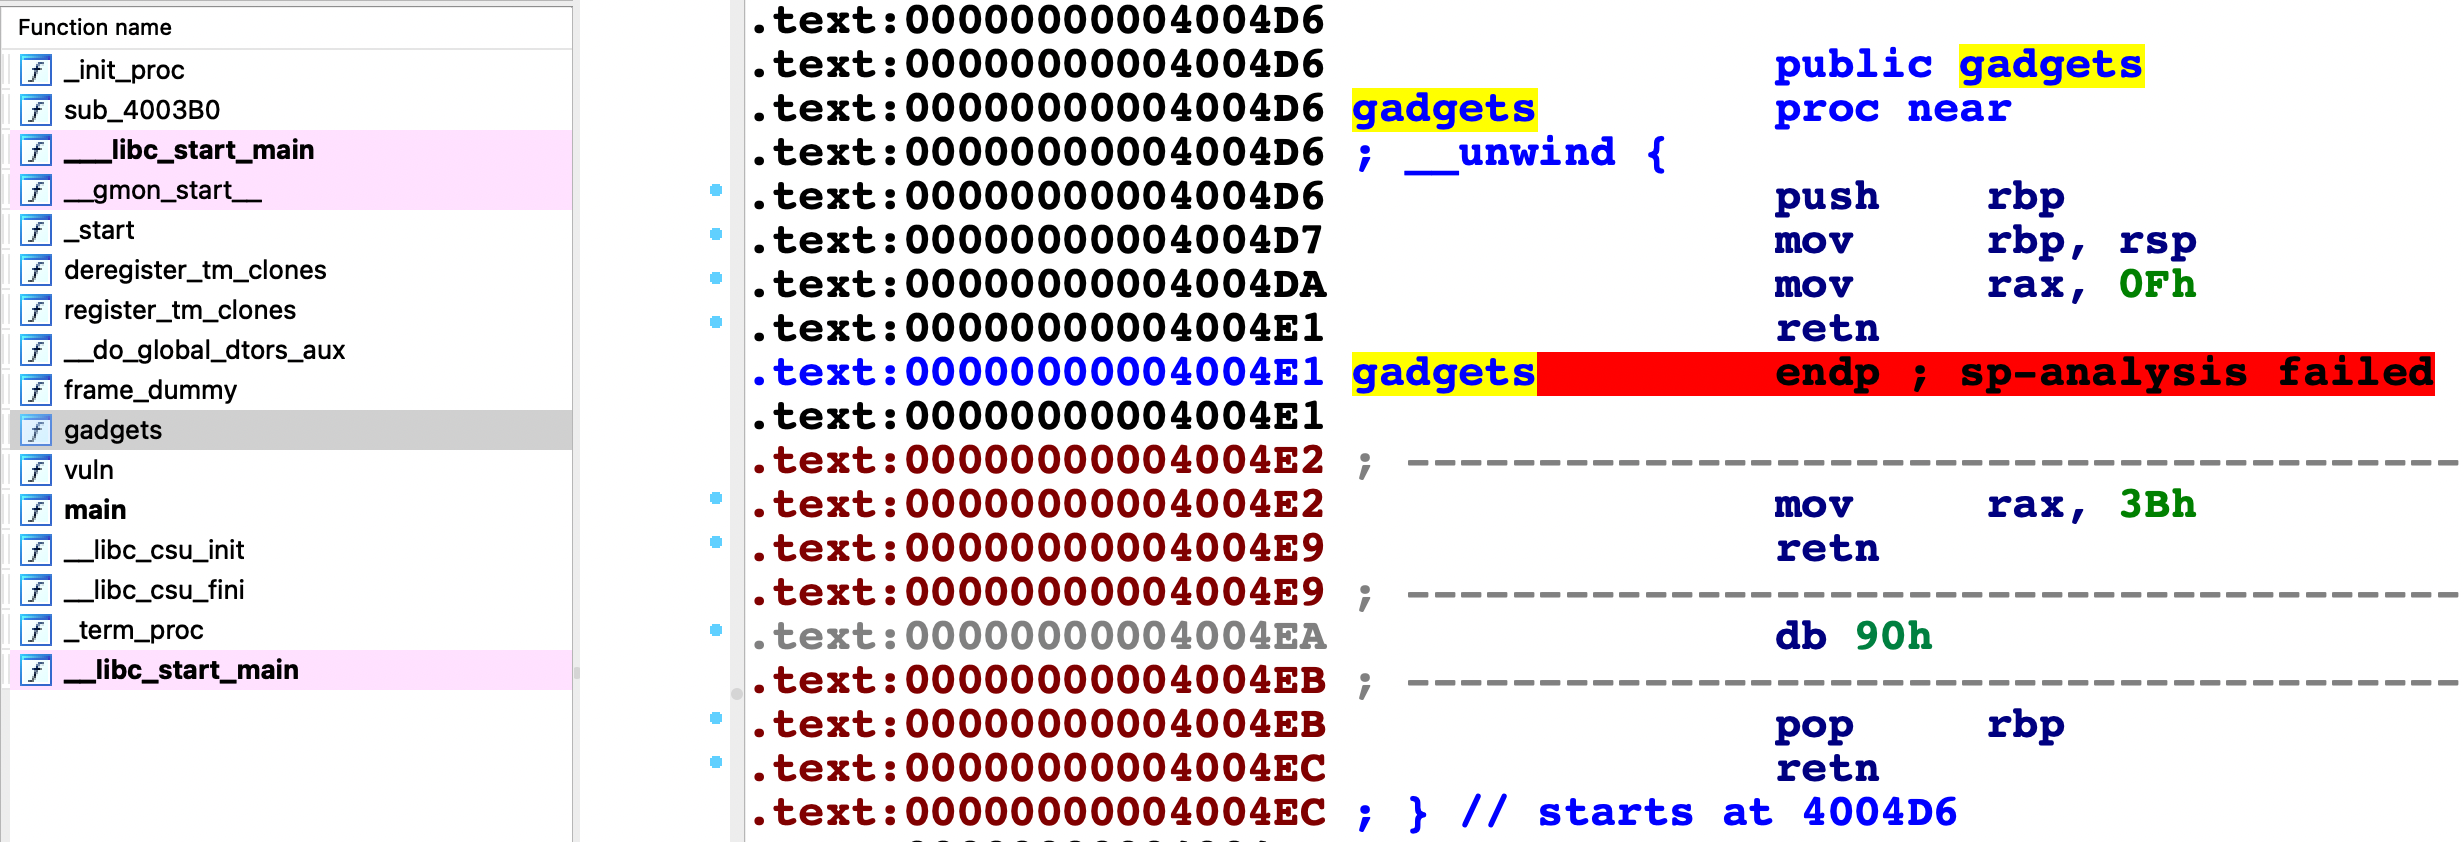 Function name
_init_proc
sub_4003B0
___libc_start_main
__gmon_start__
_start
deregister_tm_clones
register_tm_clones
__do_global_dtors_aux
frame_dummy
gadgets
vuln
main
__libc_csu_init
__libc_csu_fini
_term_proc
__libc_start_main
.text:00000000004004D6
.text:00000000004004D6 public gadgets
.text:00000000004004D6 gadgets proc near
.text:00000000004004D6 ; __unwind {
.text:00000000004004D6 push rbp
.text:00000000004004D7 mov rbp, rsp
.text:00000000004004DA mov rax, 0Fh
.text:00000000004004E1 retn
.text:00000000004004E1 gadgets endp ; sp-analysis failed
.text:00000000004004E1
.text:00000000004004E2 ; ----------------------------------------
.text:00000000004004E2 mov rax, 3Bh
.text:00000000004004E9 retn
.text:00000000004004E9 ; ----------------------------------------
.text:00000000004004EA db 90h
.text:00000000004004EB ; ----------------------------------------
.text:00000000004004EB pop rbp
.text:00000000004004EC retn
.text:00000000004004EC ; } // starts at 4004D6